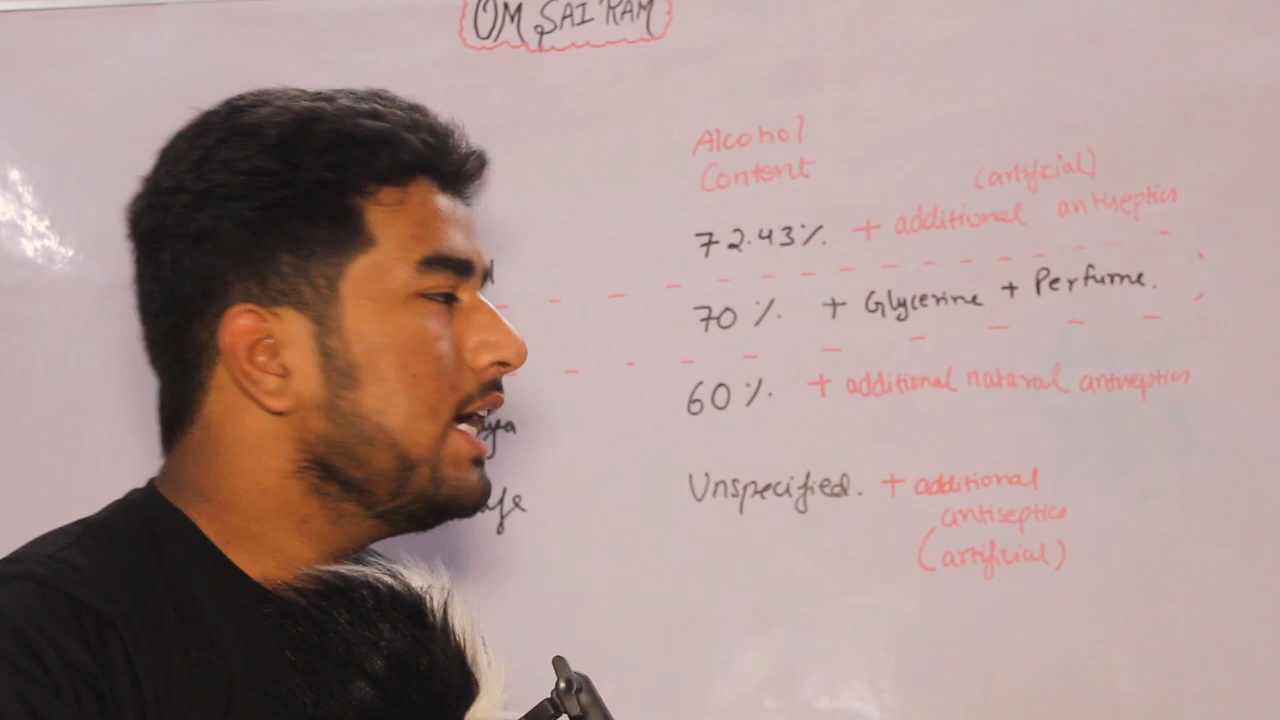 OM SAI RAM
Alcohol
Content
(artificial)
72.43% + additional antiseptics
70 % + Glycerine + Perfume.
60 % + additional natural antiseptics
Unspecified. + additional
antiseptics
(artificial)